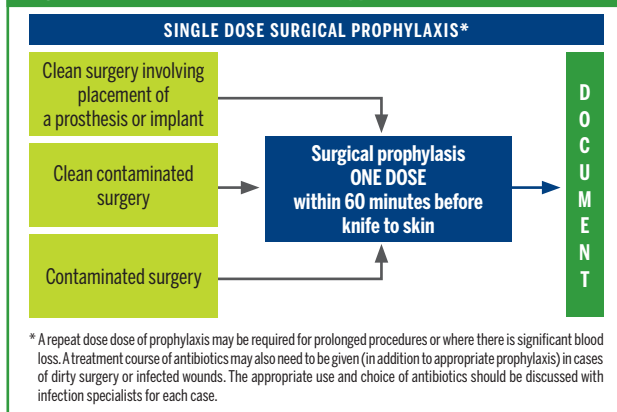 SINGLE DOSE SURGICAL PROPHYLAXIS*
Clean surgery involving
placement of
a prosthesis or implant
Clean contaminated
surgery
Contaminated surgery
Surgical prophylasis
ONE DOSE
within 60 minutes before
knife to skin
D
O
C
U
M
E
N
T
* A repeat dose dose of prophylaxis may be required for prolonged procedures or where there is significant blood
loss. A treatment course of antibiotics may also need to be given (in addition to appropriate prophylaxis) in cases
of dirty surgery or infected wounds. The appropriate use and choice of antibiotics should be discussed with
infection specialists for each case.